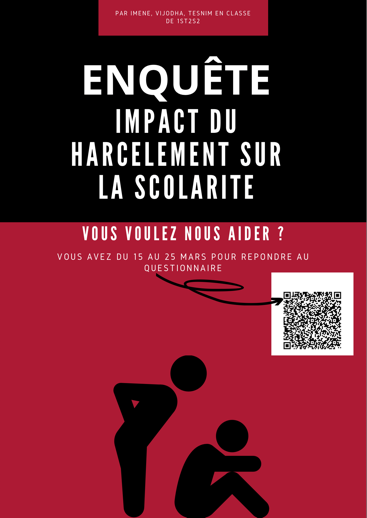 PAR IMENE, VIJODHA, TESNIM EN CLASSE
DE 1ST2S2
ENQUÊTE
IMPACT DU
HARCELEMENT SUR
LA SCOLARITE
VOUS VOULEZ NOUS AIDER ?
VOUS AVEZ DU 15 AU 25 MARS POUR REPONDRE AU
QUESTIONNAIRE